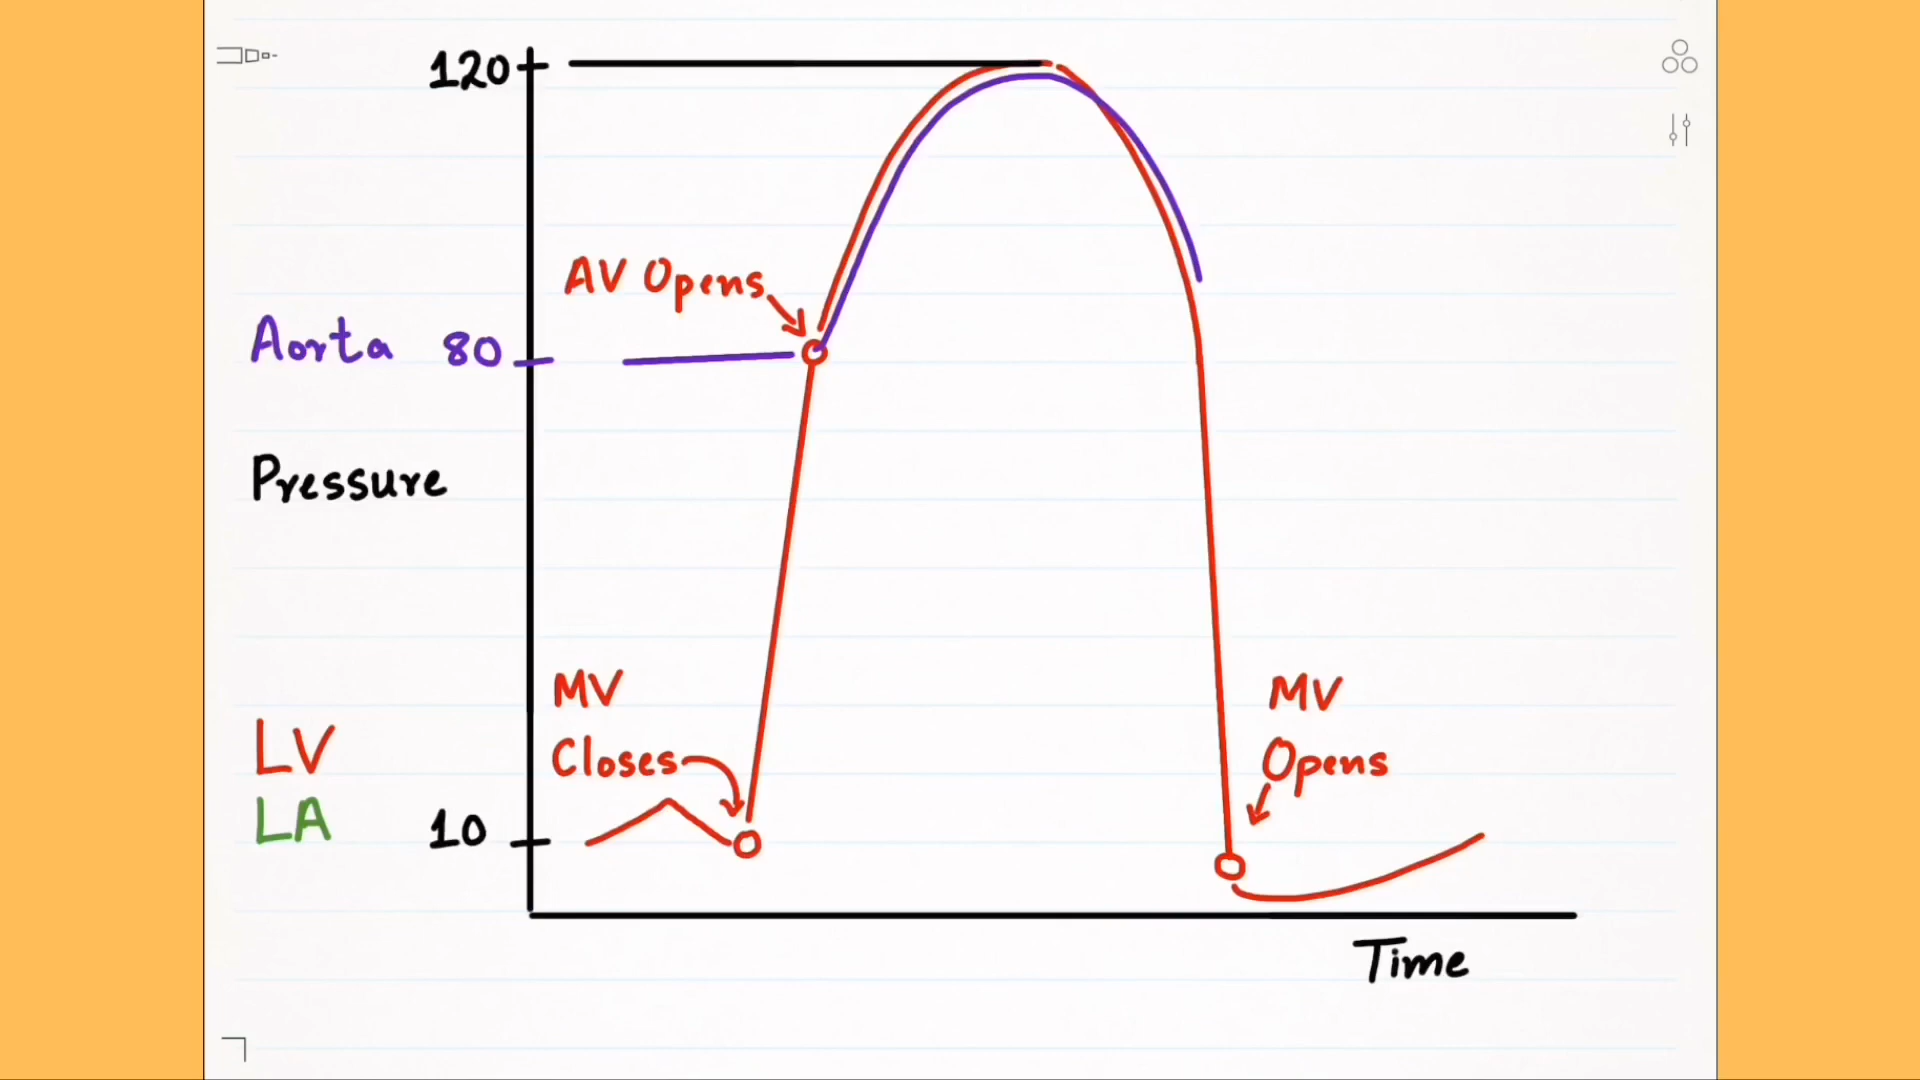 120
AV Opens
Aorta 80
Pressure
MV
Closes
MV
Opens
LV
LA
10
Time